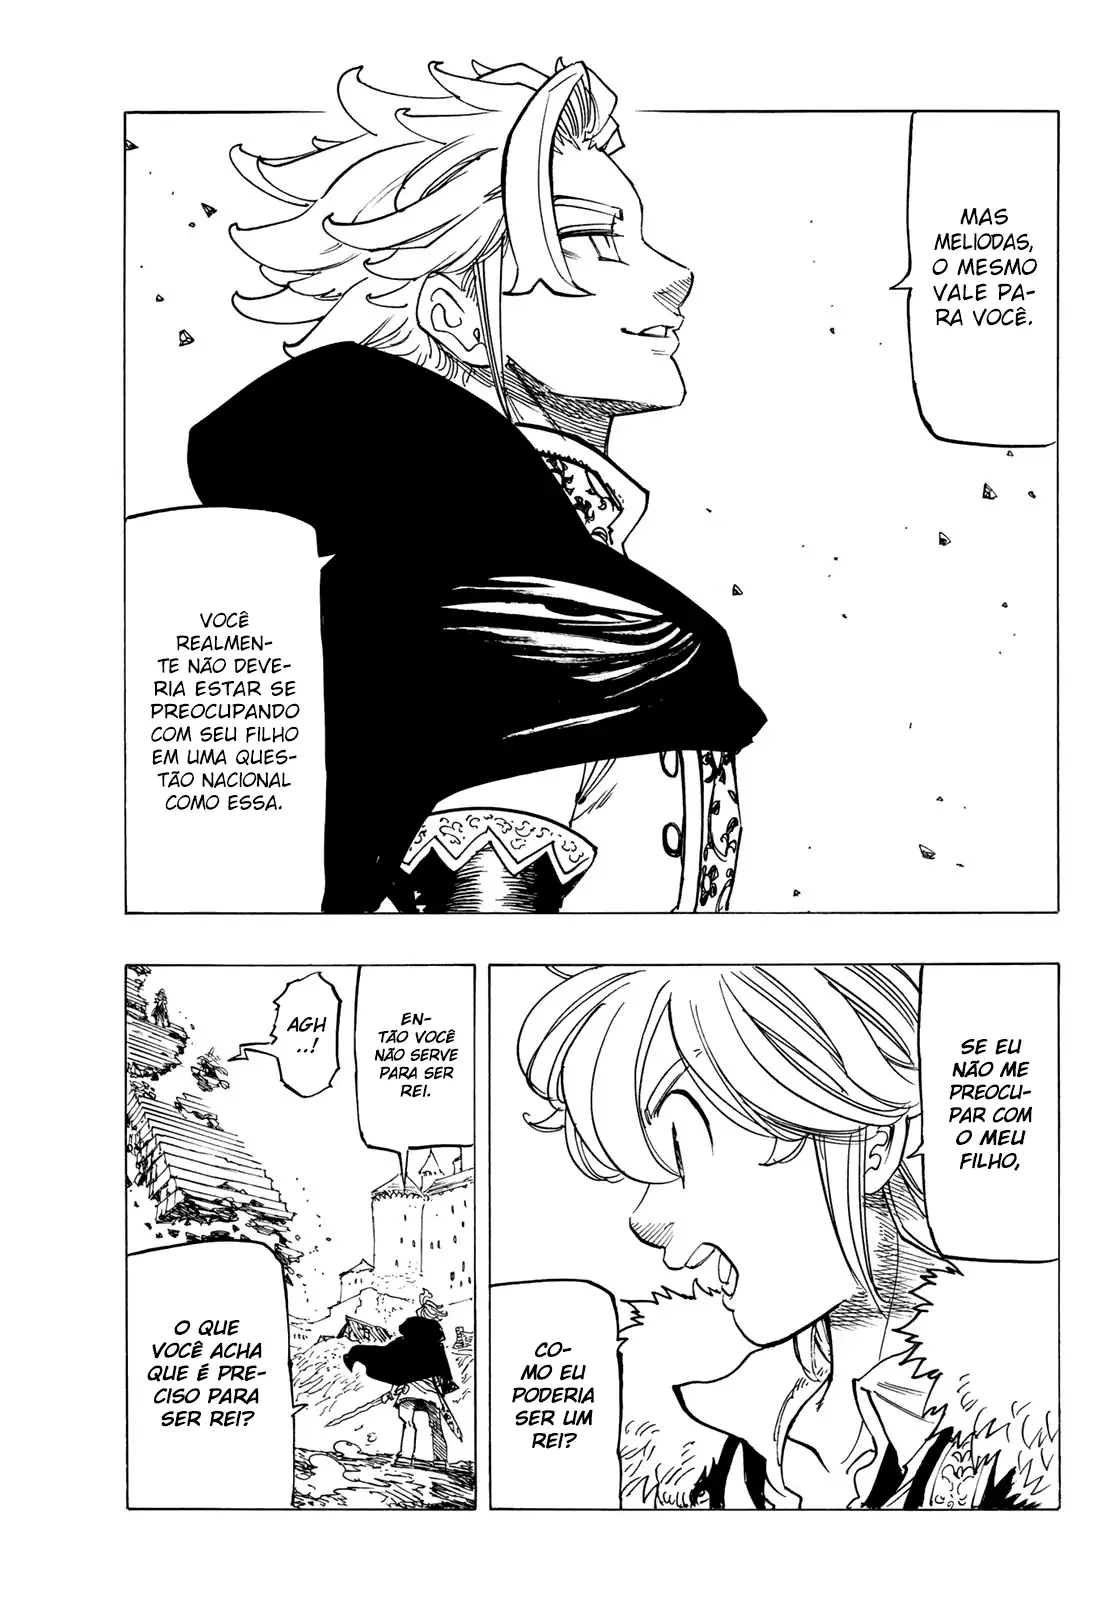 MAS
MELIODAS,
O MESMO
VALE PA-
RA VOCÊ.
VOCÊ
REALMEN-
TE NÃO DEVE-
RIA ESTAR SE
PREOCUPANDO
COM SEU FILHO
EM UMA QUES-
TÃO NACIONAL
COMO ESSA.
SE EU
NÃO ME
PREOCU-
PAR COM
O MEU
FILHO,
CO-
MO EU
PODERIA
SER UM
REI?
EN-
TÃO VOCÊ
NÃO SERVE
PARA SER
REI.
AGH
..!
O QUE
VOCÊ ACHA
QUE É PRE-
CISO PARA
SER REI?